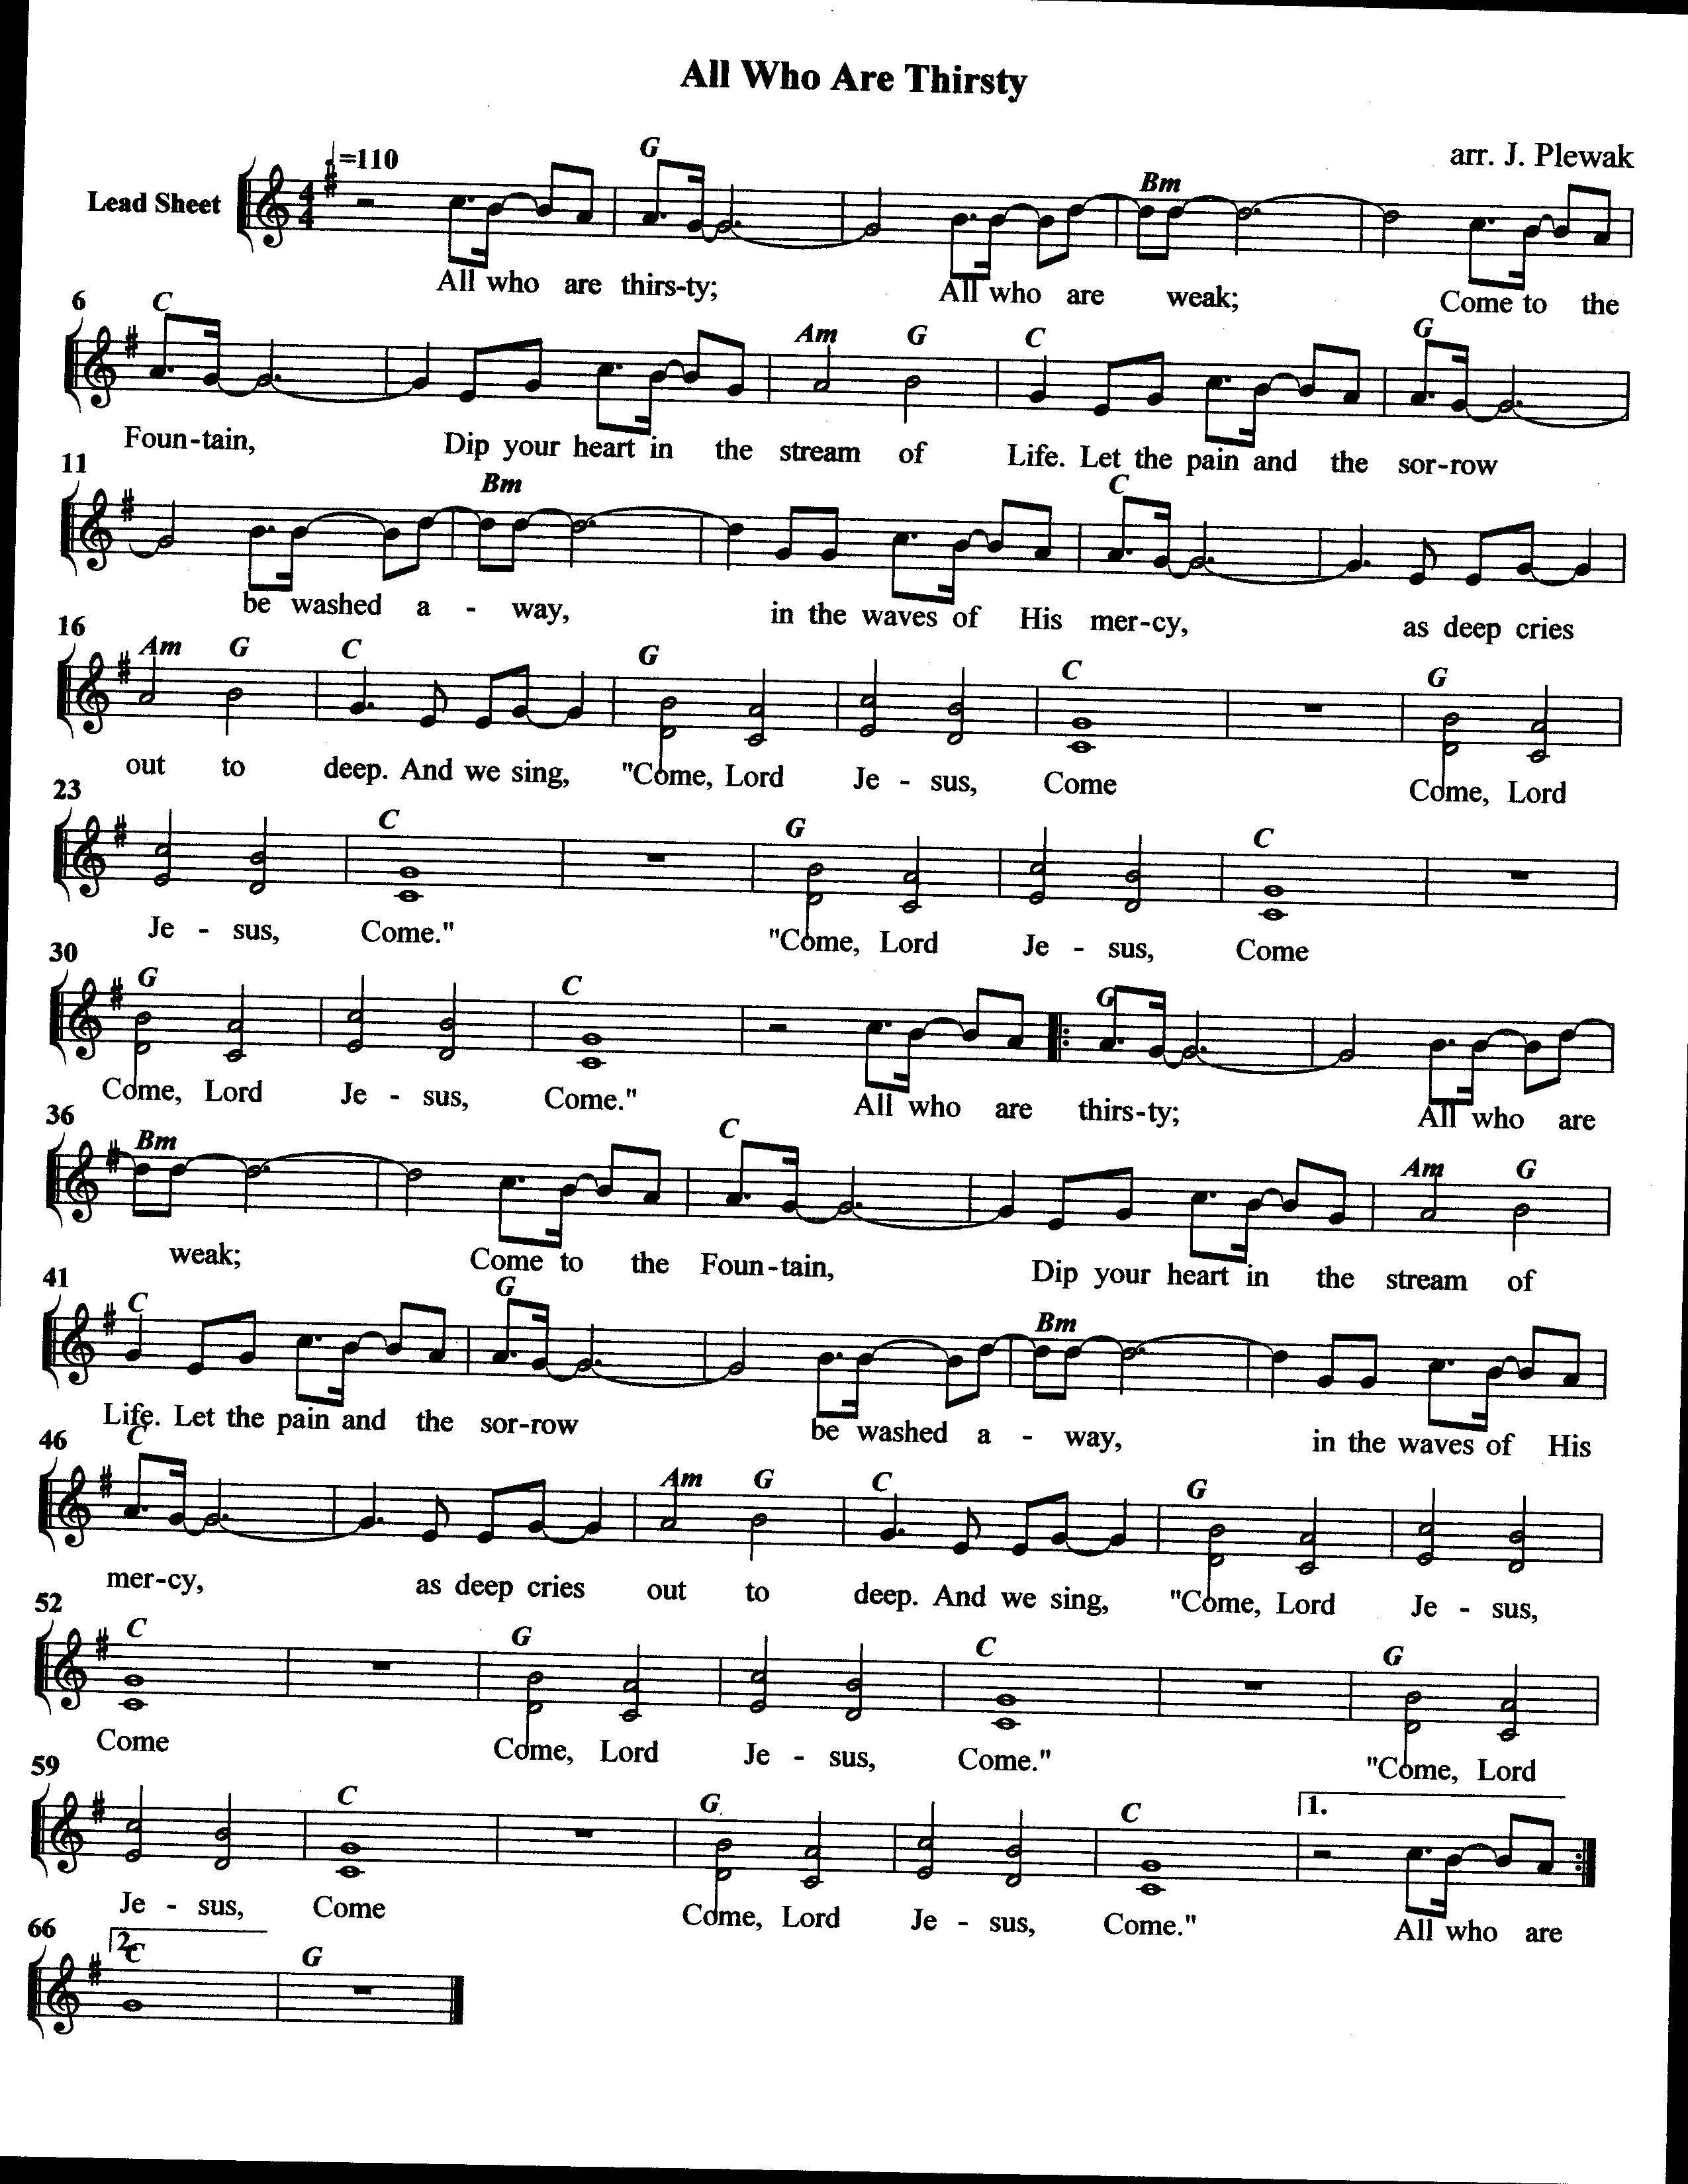 All Who Are Thirsty
arr. J. Plewak
=110
Lead Sheet
G Bm
All who are thirs-ty; All who are weak; Come to the
6
C Am G C G
Foun-tain, Dip your heart in the stream of Life. Let the pain and the sor-row
11
Bm C
be washed a - way, in the waves of His mer-cy, as deep cries
16
Am G C G C G
out to deep. And we sing, "Come, Lord Je - sus, Come Come, Lord
23
C G C
Je - sus, Come." "Come, Lord Je - sus, Come
30
G C G
Come, Lord Je - sus, Come." All who are thirs-ty; All who are
36
Bm C Am G
weak; Come to the Foun-tain, Dip your heart in the stream of
41
C G Bm
Life. Let the pain and the sor-row be washed a - way, in the waves of His
46
C Am G C G
mer-cy, as deep cries out to deep. And we sing, "Come, Lord Je - sus,
52
C G C G
Come Come, Lord Je - sus, Come." "Come, Lord
59
C G C 1.
Je - sus, Come Come, Lord Je - sus, Come." All who are
66
2.
C G